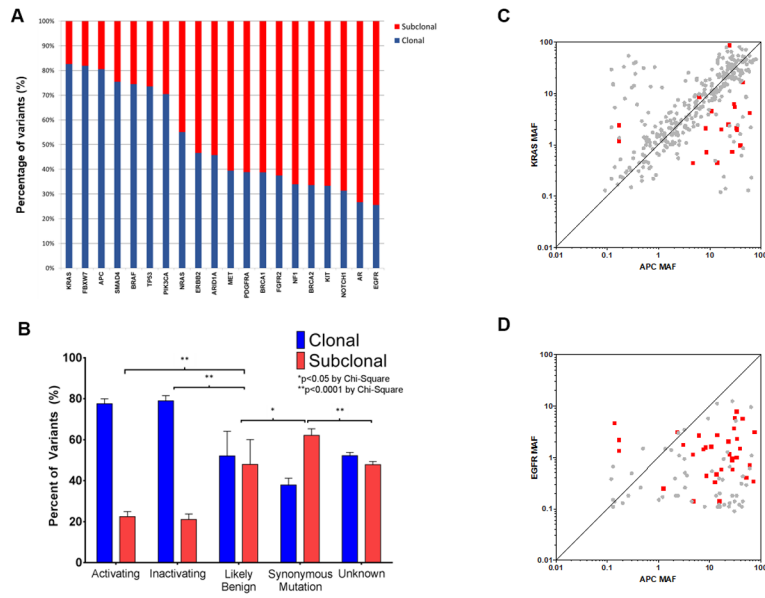 A
100%
90%
80%
70%
60%
50%
40%
30%
20%
10%
0%
Percentage of variants (%)
Subclonal
Clonal
KRAS
FBXW7
APC
SMAD4
BRAF
TP53
PIK3CA
NRAS
ERBB2
ARID1A
MET
PDGFRA
BRCA1
FGFR2
NF1
BRCA2
KIT
NOTCH1
AR
EGFR
B
Clonal
Subclonal
*p<0.05 by Chi-Square
**p<0.0001 by Chi-Square
Percent of Variants (%)
100
80
60
40
20
0
**
**
*
**
Activating
Inactivating
Likely
Benign
Synonymous
Mutation
Unknown
C
KRAS MAF
100
10
1
0.1
0.01
0.01
0.1
1
10
100
APC MAF
D
EGFR MAF
100
10
1
0.1
0.01
0.01
0.1
1
10
100
APC MAF